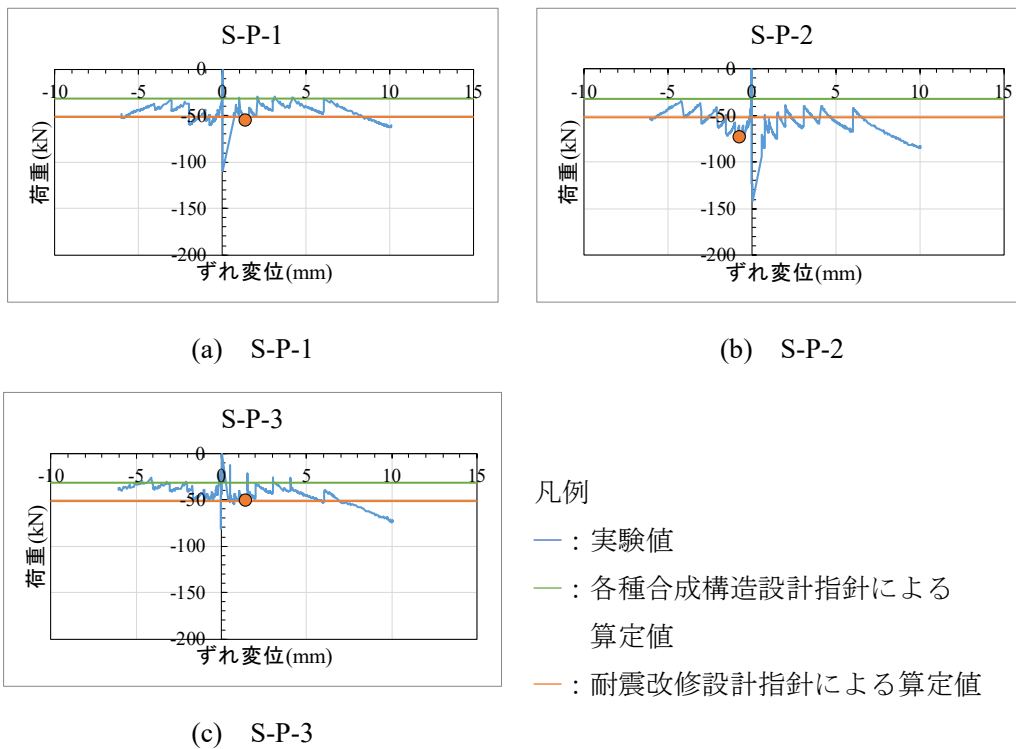 S-P-1
-10 -5 0 5 10 15
0
-50
-100
-150
-200
荷重(kN)
ずれ変位(mm)
(a) S-P-1
S-P-2
-10 -5 0 5 10 15
0
-50
-100
-150
-200
荷重(kN)
ずれ変位(mm)
(b) S-P-2
S-P-3
-10 -5 0 5 10 15
0
-50
-100
-150
-200
荷重(kN)
ずれ変位(mm)
(c) S-P-3
凡例
：実験値
：各種合成構造設計指針による
算定値
：耐震改修設計指針による算定値